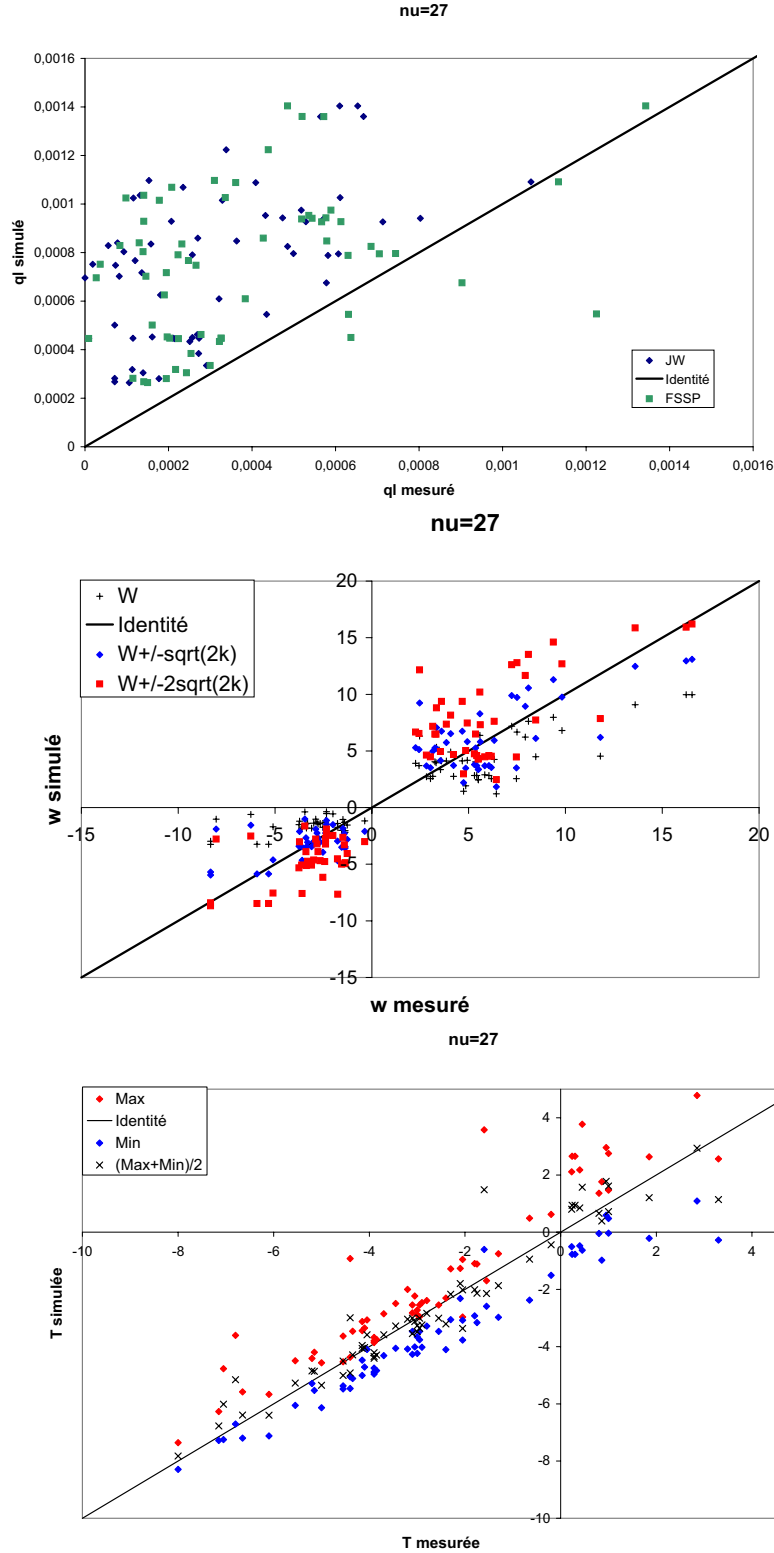 nu=27
0,0016
0,0014
0,0012
0,001
0,0008
0,0006
0,0004
0,0002
0
ql simulé
JW
Identité
FSSP
0 0,0002 0,0004 0,0006 0,0008 0,001 0,0012 0,0014 0,0016
ql mesuré
nu=27
W
Identité
W+/-sqrt(2k)
W+/-2sqrt(2k)
20
15
10
5
0
-15 -10 -5 0 5 10 15 20
-5
-10
-15
w simulé
w mesuré
nu=27
Max
Identité
Min
(Max+Min)/2
4
2
0
-10 -8 -6 -4 -2 0 2 4
-2
-4
-6
-8
-10
T simulée
T mesurée